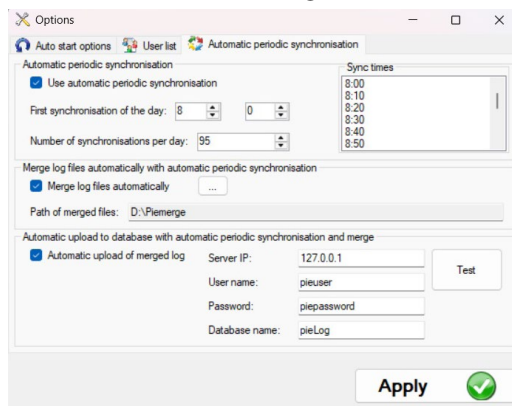 Options
Auto start options User list Automatic periodic synchronisation
Automatic periodic synchronisation
Use automatic periodic synchronisation
First synchronisation of the day: 8 0
Number of synchronisations per day: 95
Sync times
8:00
8:10
8:20
8:30
8:40
8:50
Merge log files automatically with automatic periodic synchronisation
Merge log files automatically ...
Path of merged files: D:\Piemerge
Automatic upload to database with automatic periodic synchronisation and merge
Automatic upload of merged log Server IP: 127.0.0.1
User name: pieuser
Password: piepassword
Database name: pieLog
Test
Apply